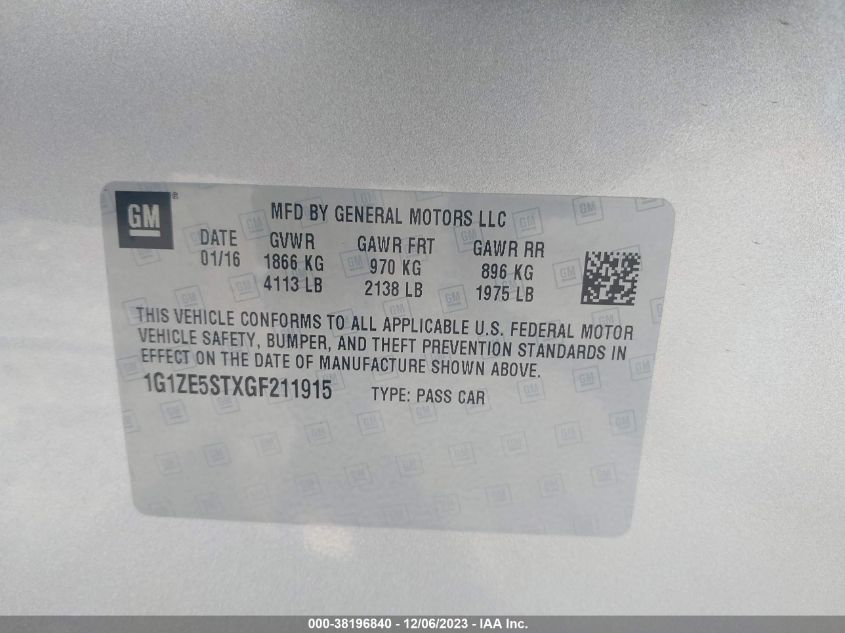 GM ®
MFD BY GENERAL MOTORS LLC
DATE GVWR GAWR FRT GAWR RR
01/16 1866 KG 970 KG 896 KG
4113 LB 2138 LB 1975 LB
THIS VEHICLE CONFORMS TO ALL APPLICABLE U.S. FEDERAL MOTOR
VEHICLE SAFETY, BUMPER, AND THEFT PREVENTION STANDARDS IN
EFFECT ON THE DATE OF MANUFACTURE SHOWN ABOVE.
1G1ZE5STXGF211915 TYPE: PASS CAR
000-38196840 - 12/06/2023 - IAA Inc.